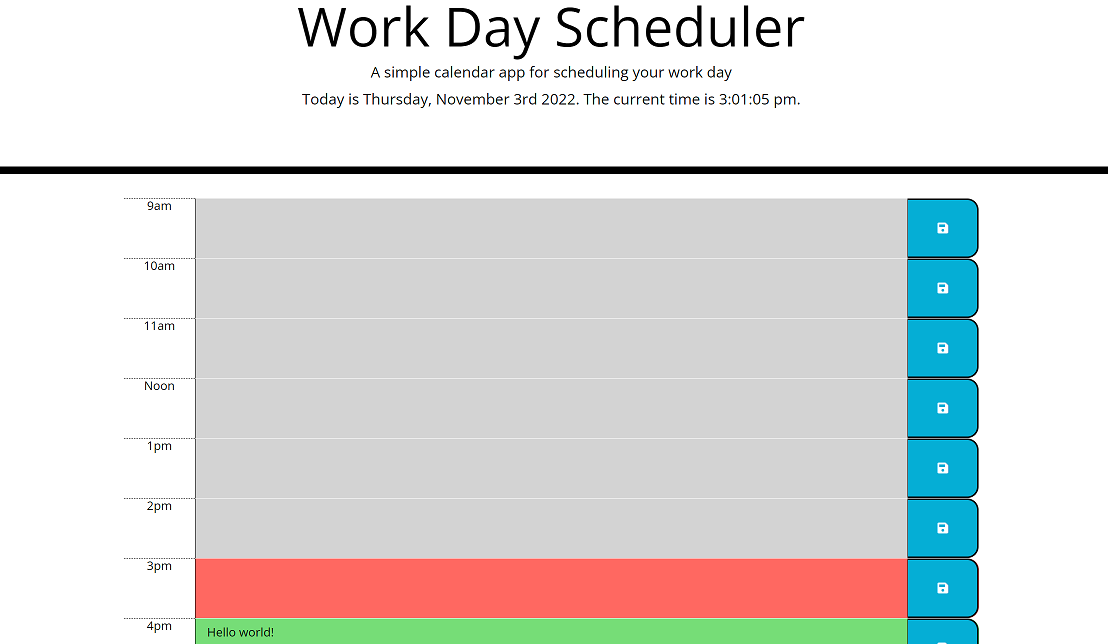 Work Day Scheduler
A simple calendar app for scheduling your work day
Today is Thursday, November 3rd 2022. The current time is 3:01:05 pm.
9am
10am
11am
Noon
1pm
2pm
3pm
4pm
Hello world!